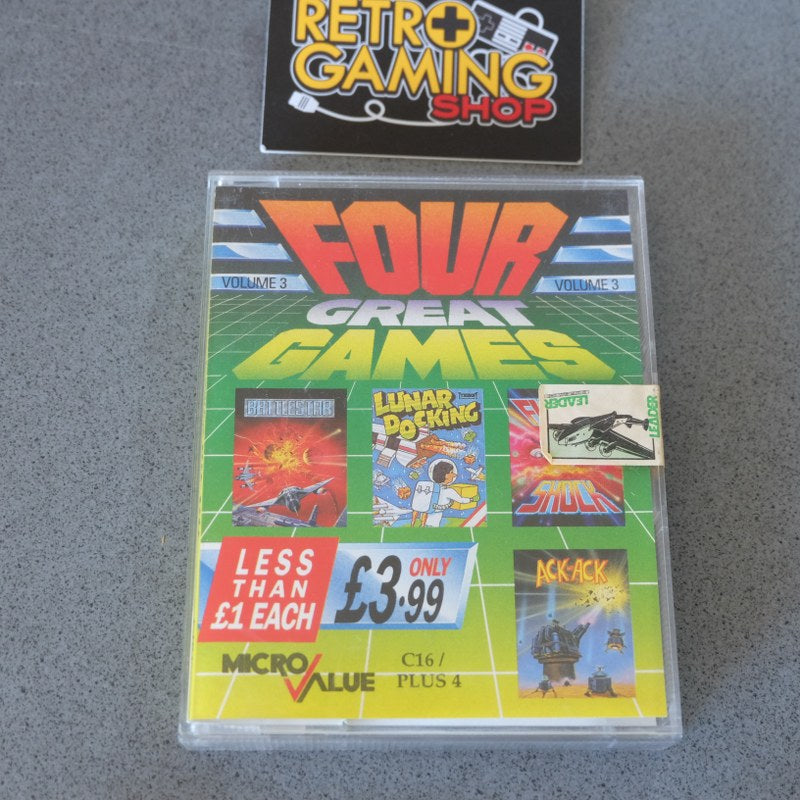 RETRO
GAMING
SHOP
FOUR
VOLUME 3
VOLUME 3
GREAT
GAMES
BATTLESTAR
LUNAR
DOCKING
SHOCK
LEADER
LEADER
LESS
THAN
£1 EACH
ONLY
£3.99
ACK-ACK
MICRO VALUE
C16 /
PLUS 4